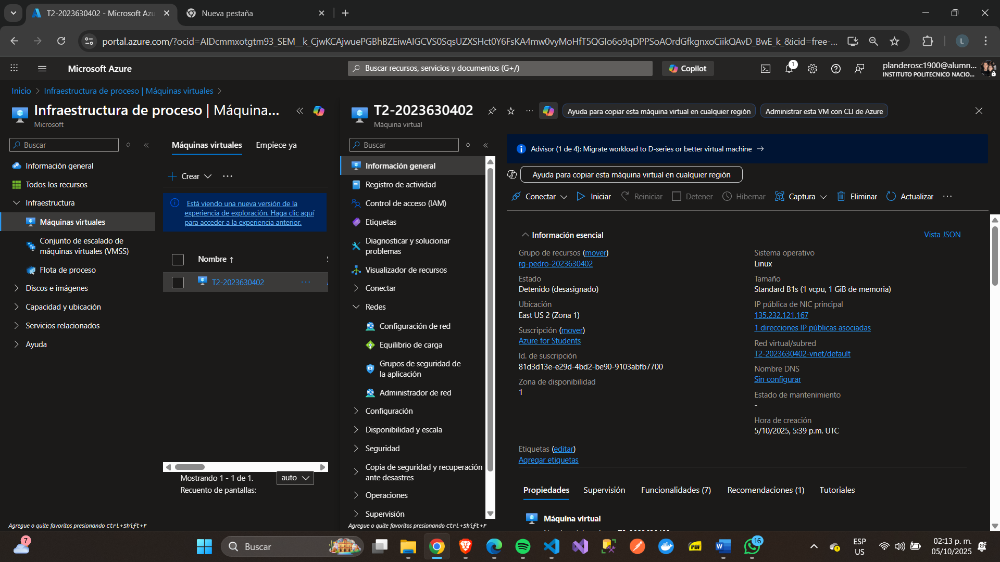 T2-2023630402 - Microsoft Azu
Nueva pestaña
portal.azure.com/?ocid=AIDcmmxotgtm93_SEM__k_CjwKCAjwuePGBhBZEiwAIGCVS0SqsUZXSHct0Y6FsKA4mw0vyMoHfT5QGIo6o9qDPPSoAOrdGfkgnxoCiikQAvD_BwE_k_&icid=free-...
L
Microsoft Azure
Buscar recursos, servicios y documentos (G+/)
Copilot
1
planderosc1900@alumn...
INSTITUTO POLITECNICO NACIO...
Inicio > Infraestructura de proceso | Máquinas virtuales >
Infraestructura de proceso | Máquina...
Microsoft
Buscar
Información general
Todos los recursos
Infraestructura
Máquinas virtuales
Conjunto de escalado de
máquinas virtuales (VMSS)
Flota de proceso
Discos e imágenes
Capacidad y ubicación
Servicios relacionados
Ayuda
Agregue o quite favoritos presionando Ctrl+Shift+F
Máquinas virtuales
Empiece ya
Crear
Está viendo una nueva versión de la
experiencia de exploración. Haga clic aquí
para acceder a la experiencia anterior.
Nombre ↑
T2-2023630402
Mostrando 1 - 1 de 1.
Recuento de pantallas:
auto
T2-2023630402
Máquina virtual
Ayuda para copiar esta máquina virtual en cualquier región
Administrar esta VM con CLI de Azure
Buscar
Información general
Registro de actividad
Control de acceso (IAM)
Etiquetas
Diagnosticar y solucionar
problemas
Visualizador de recursos
Conectar
Redes
Configuración de red
Equilibrio de carga
Grupos de seguridad de
la aplicación
Administrador de red
Configuración
Disponibilidad y escala
Seguridad
Copia de seguridad y recuperación
ante desastres
Operaciones
Supervisión
Agregue o quite favoritos presionando Ctrl+Shift+F
Advisor (1 de 4): Migrate workload to D-series or better virtual machine →
Ayuda para copiar esta máquina virtual en cualquier región
Conectar
Iniciar
Reiniciar
Detener
Hibernar
Captura
Eliminar
Actualizar
Información esencial
Vista JSON
Grupo de recursos (mover)
rg-pedro-2023630402
Estado
Detenido (desasignado)
Ubicación
East US 2 (Zona 1)
Suscripción (mover)
Azure for Students
Id. de suscripción
81d3d13e-e29d-4bd2-be90-9103abfb7700
Zona de disponibilidad
1
Sistema operativo
Linux
Tamaño
Standard B1s (1 vcpu, 1 GiB de memoria)
IP pública de NIC principal
135.232.121.167
1 direcciones IP públicas asociadas
Red virtual/subred
T2-2023630402-vnet/default
Nombre DNS
Sin configurar
Estado de mantenimiento
-
Hora de creación
5/10/2025, 5:39 p.m. UTC
Etiquetas (editar)
Agregar etiquetas
Propiedades
Supervisión
Funcionalidades (7)
Recomendaciones (1)
Tutoriales
Máquina virtual
7
Buscar
PDF
16
ESP
US
02:13 p. m.
05/10/2025